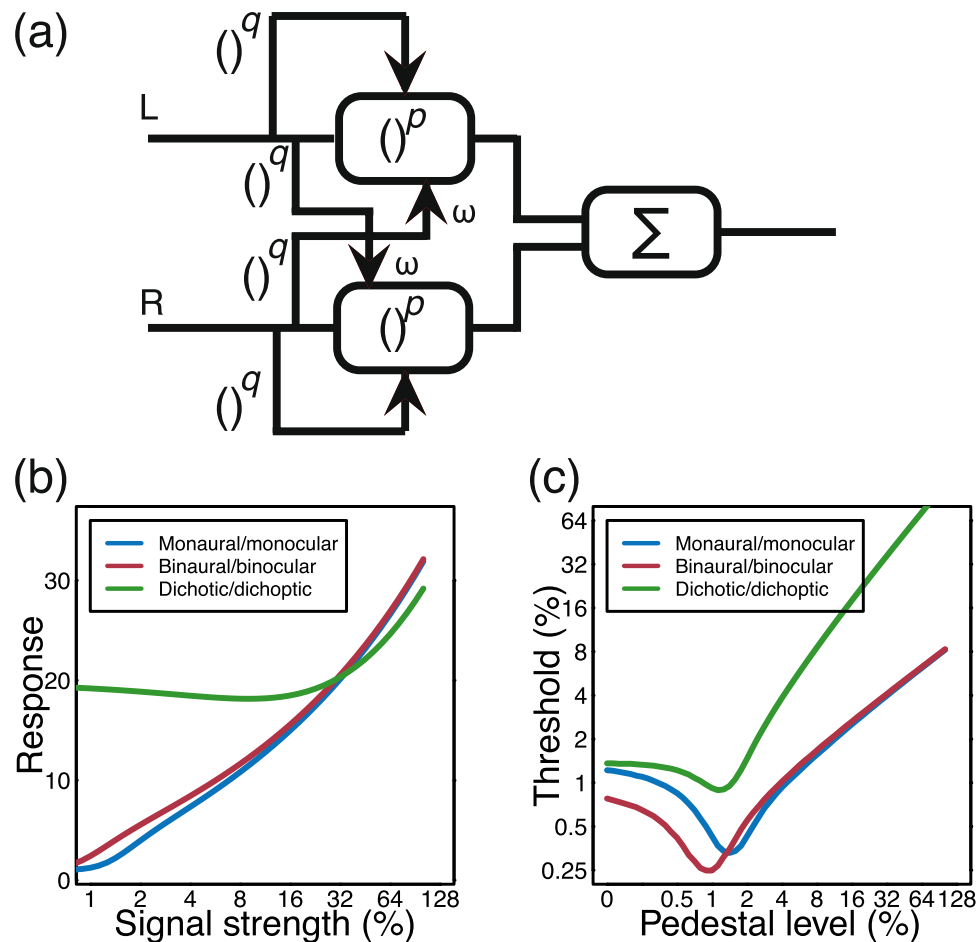 (a)
()q
L
()p
()q
ω
Σ
()q
ω
R
()p
()q
(b)
Monaural/monocular
Binaural/binocular
Dichotic/dichoptic
Response
30
20
10
0
1 2 4 8 16 32 64 128
Signal strength (%)
(c)
Monaural/monocular
Binaural/binocular
Dichotic/dichoptic
Threshold (%)
64
32
16
8
4
2
1
0.5
0.25
0 0.5 1 2 4 8 16 32 64 128
Pedestal level (%)